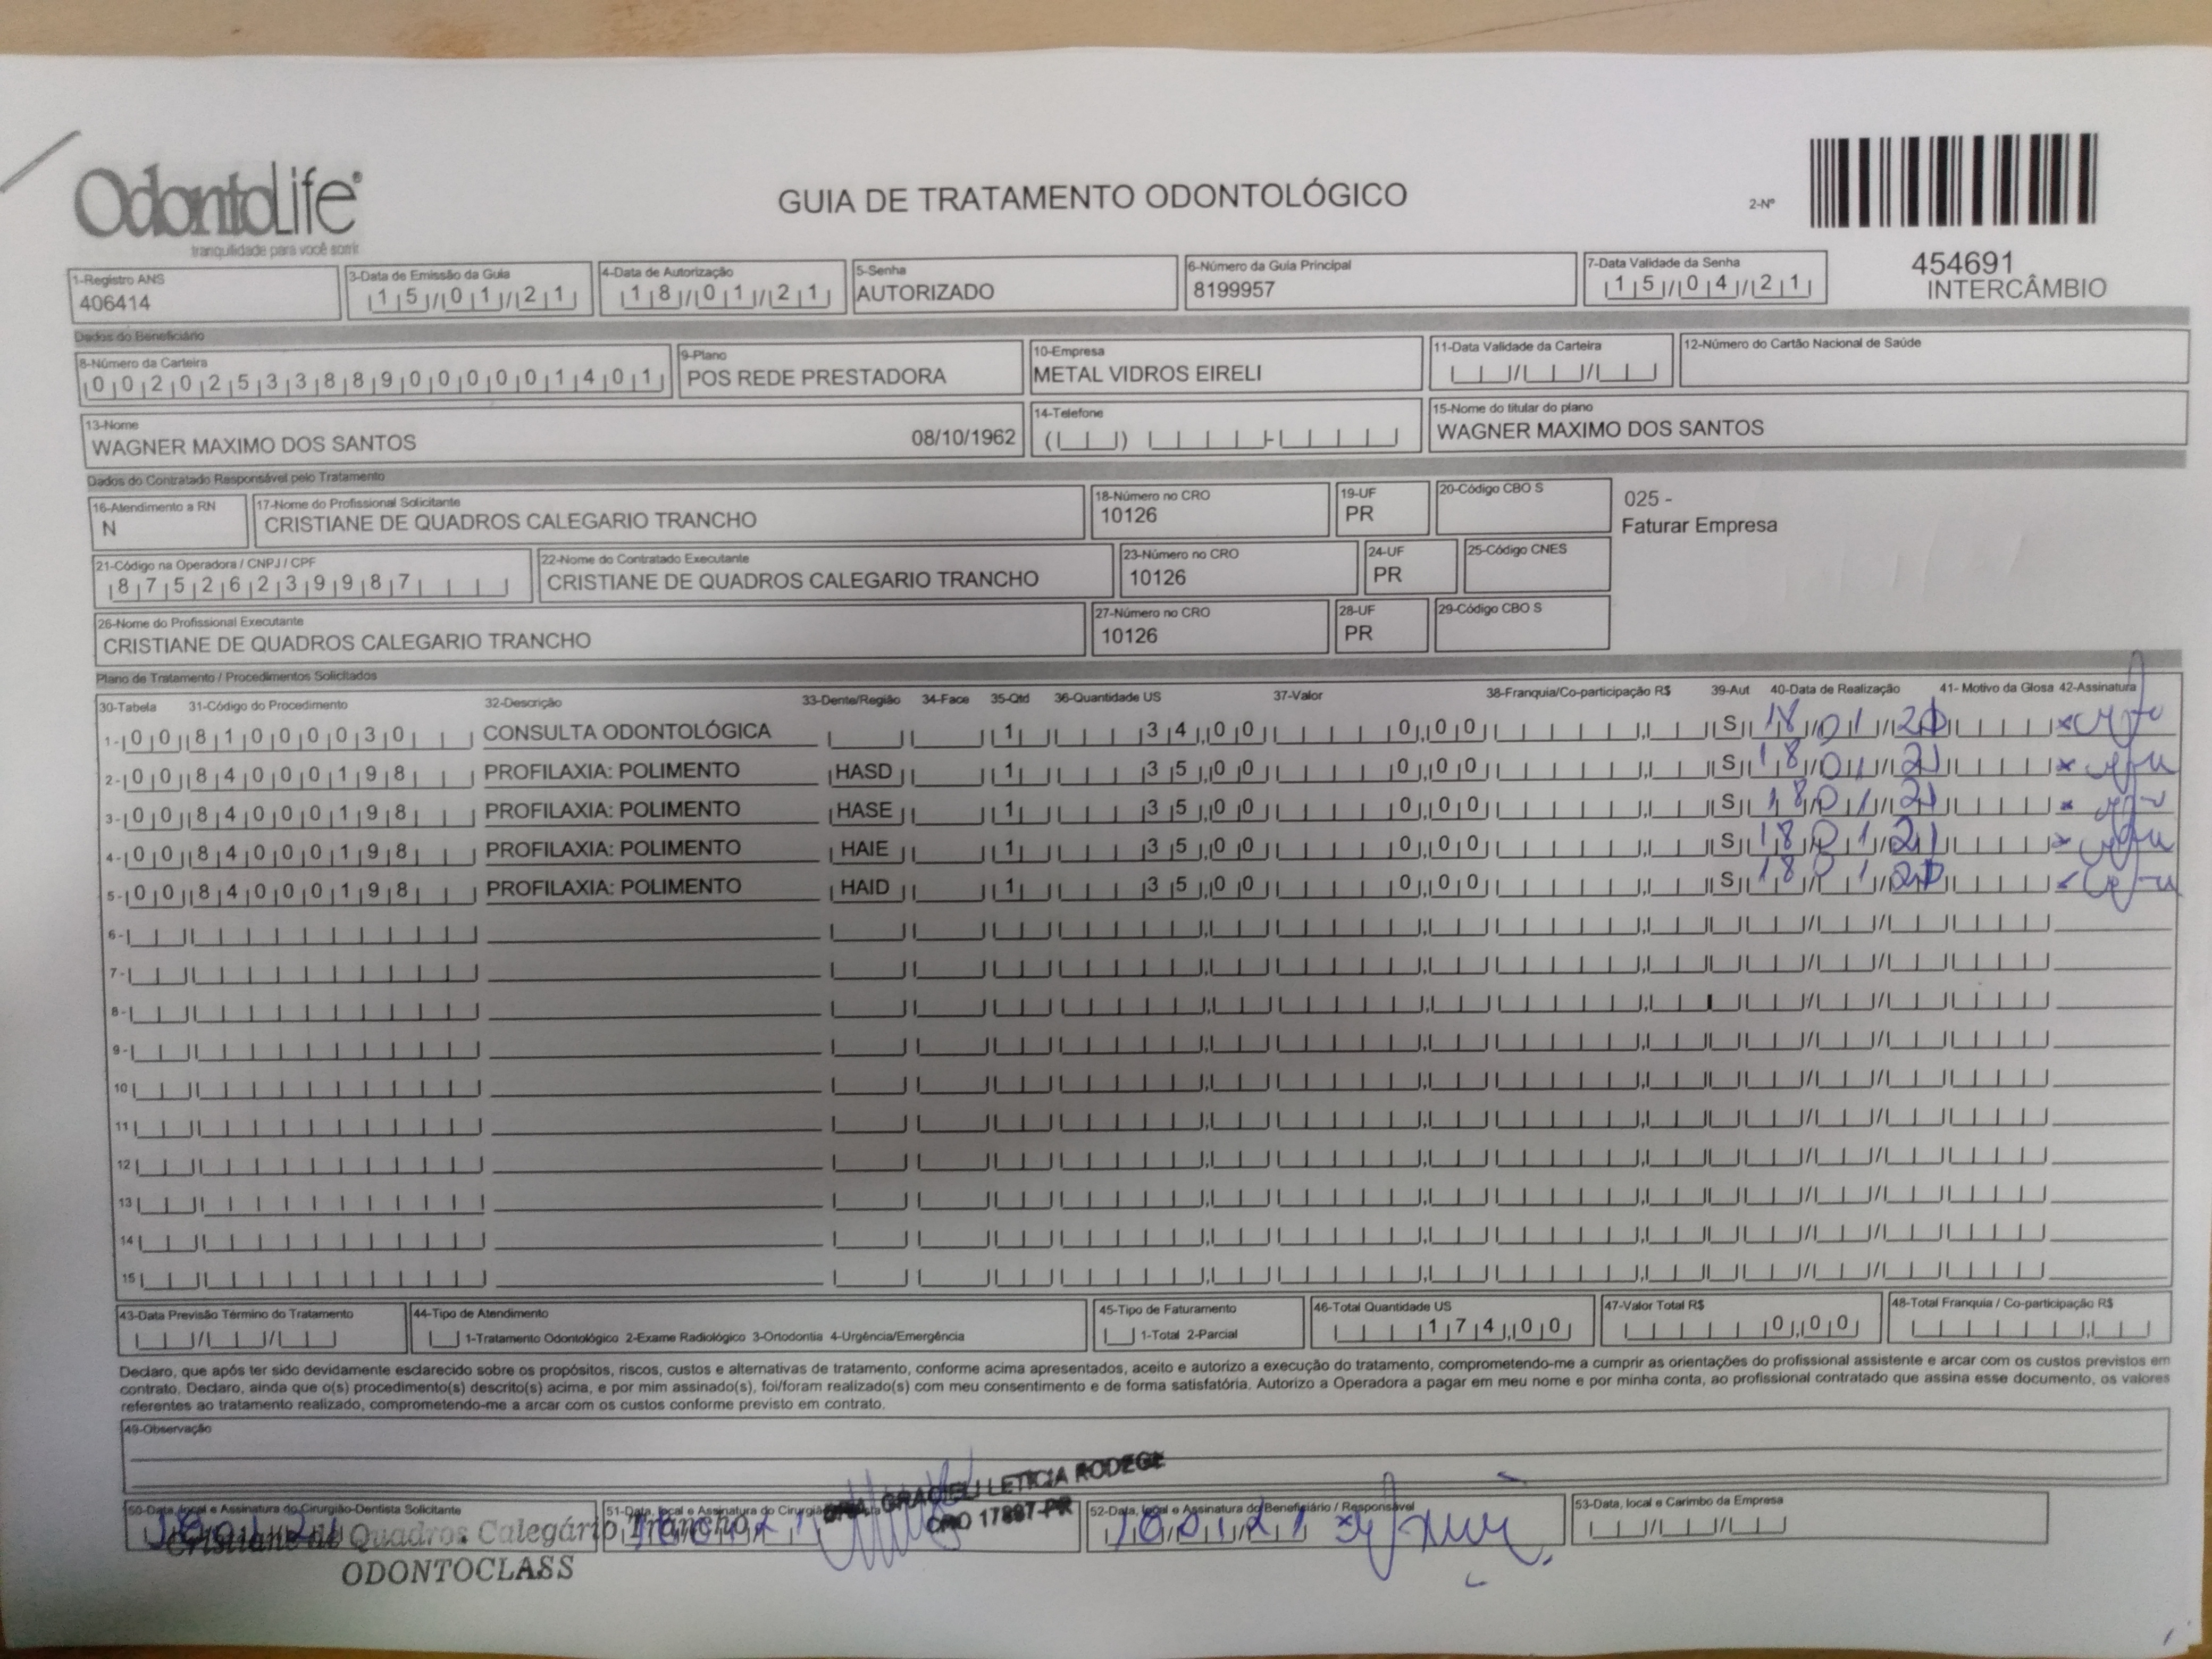 OdontoLife®
tranquilidade para você sorrir
GUIA DE TRATAMENTO ODONTOLÓGICO
2-Nº
454691
INTERCÂMBIO
1-Registro ANS
406414
3-Data de Emissão da Guia
15/01/21
4-Data de Autorização
18/01/21
5-Senha
AUTORIZADO
6-Número da Guia Principal
8199957
7-Data Validade da Senha
15/04/21
Dados do Beneficiário
8-Número da Carteira
00202533889000001401
9-Plano
POS REDE PRESTADORA
10-Empresa
METAL VIDROS EIRELI
11-Data Validade da Carteira
12-Número do Cartão Nacional de Saúde
13-Nome
WAGNER MAXIMO DOS SANTOS 08/10/1962
14-Telefone
15-Nome do titular do plano
WAGNER MAXIMO DOS SANTOS
Dados do Contratado Responsável pelo Tratamento
16-Atendimento a RN
N
17-Nome do Profissional Solicitante
CRISTIANE DE QUADROS CALEGARIO TRANCHO
18-Número no CRO
10126
19-UF
PR
20-Código CBO S
025 -
Faturar Empresa
21-Código na Operadora / CNPJ / CPF
87526239987
22-Nome do Contratado Executante
CRISTIANE DE QUADROS CALEGARIO TRANCHO
23-Número no CRO
10126
24-UF
PR
25-Código CNES
26-Nome do Profissional Executante
CRISTIANE DE QUADROS CALEGARIO TRANCHO
27-Número no CRO
10126
28-UF
PR
29-Código CBO S
Plano de Tratamento / Procedimentos Solicitados
30-Tabela 31-Código do Procedimento 32-Descrição 33-Dente/Região 34-Face 35-Qtd 36-Quantidade US 37-Valor 38-Franquia/Co-participação R$ 39-Aut 40-Data de Realização 41- Motivo da Glosa 42-Assinatura
1- 00 81000030 CONSULTA ODONTOLÓGICA 1 34,00 0,00 S 18/01/21
2- 00 84000198 PROFILAXIA: POLIMENTO HASD 1 35,00 0,00 S 18/01/21
3- 00 84000198 PROFILAXIA: POLIMENTO HASE 1 35,00 0,00 S 18/01/21
4- 00 84000198 PROFILAXIA: POLIMENTO HAIE 1 35,00 0,00 S 18/01/21
5- 00 84000198 PROFILAXIA: POLIMENTO HAID 1 35,00 0,00 S 18/01/21
6-
7-
8-
9-
10
11
12
13
14
15
43-Data Previsão Término do Tratamento
44-Tipo de Atendimento
1-Tratamento Odontológico 2-Exame Radiológico 3-Ortodontia 4-Urgência/Emergência
45-Tipo de Faturamento
1-Total 2-Parcial
46-Total Quantidade US
174,00
47-Valor Total R$
0,00
48-Total Franquia / Co-participação R$
Declaro, que após ter sido devidamente esclarecido sobre os propósitos, riscos, custos e alternativas de tratamento, conforme acima apresentados, aceito e autorizo a execução do tratamento, comprometendo-me a cumprir as orientações do profissional assistente e arcar com os custos previstos em
contrato. Declaro, ainda que o(s) procedimento(s) descrito(s) acima, e por mim assinado(s), foi/foram realizado(s) com meu consentimento e de forma satisfatória. Autorizo a Operadora a pagar em meu nome e por minha conta, ao profissional contratado que assina esse documento, os valores
referentes ao tratamento realizado, comprometendo-me a arcar com os custos conforme previsto em contrato.
49-Observação
50-Data, local e Assinatura do Cirurgião-Dentista Solicitante
Cristiane de Quadros Calegário Trancho
ODONTOCLASS
51-Data, local e Assinatura do Cirurgião-Dentista
LETICIA RODEGE
CRO 17897-PR
52-Data, local e Assinatura do Beneficiário / Responsável
18/01/21
53-Data, local e Carimbo da Empresa